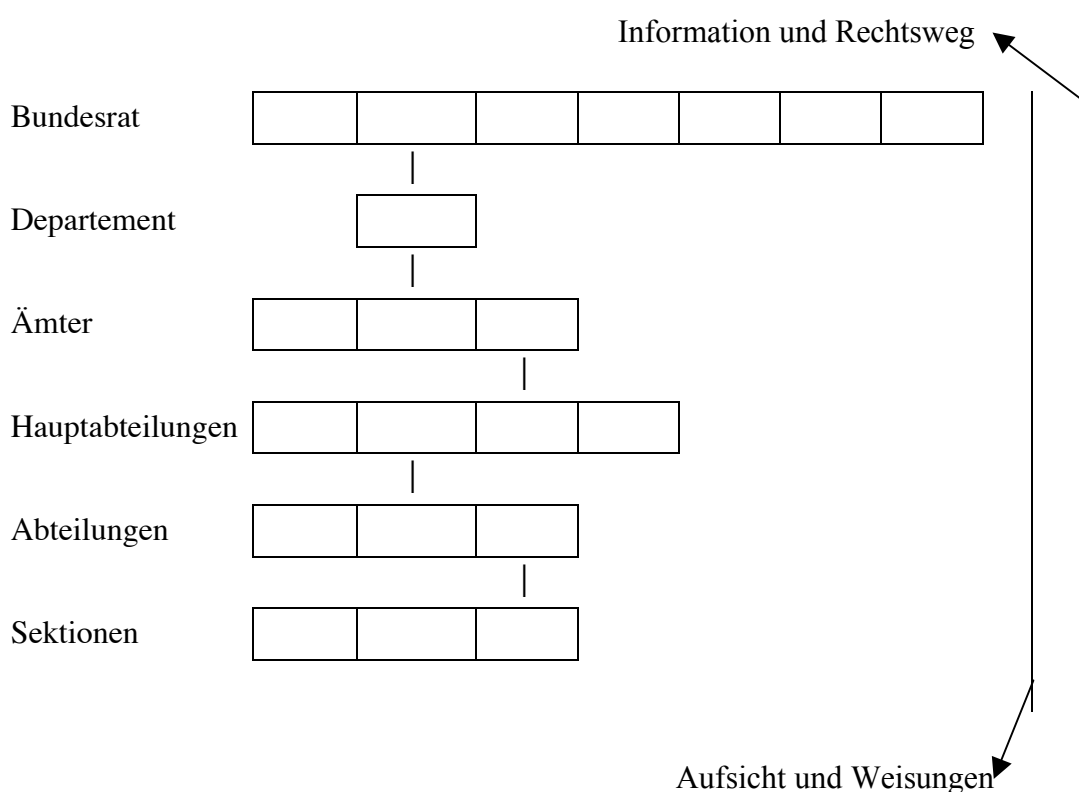 Information und Rechtsweg
Bundesrat
Departement
Ämter
Hauptabteilungen
Abteilungen
Sektionen
Aufsicht und Weisungen